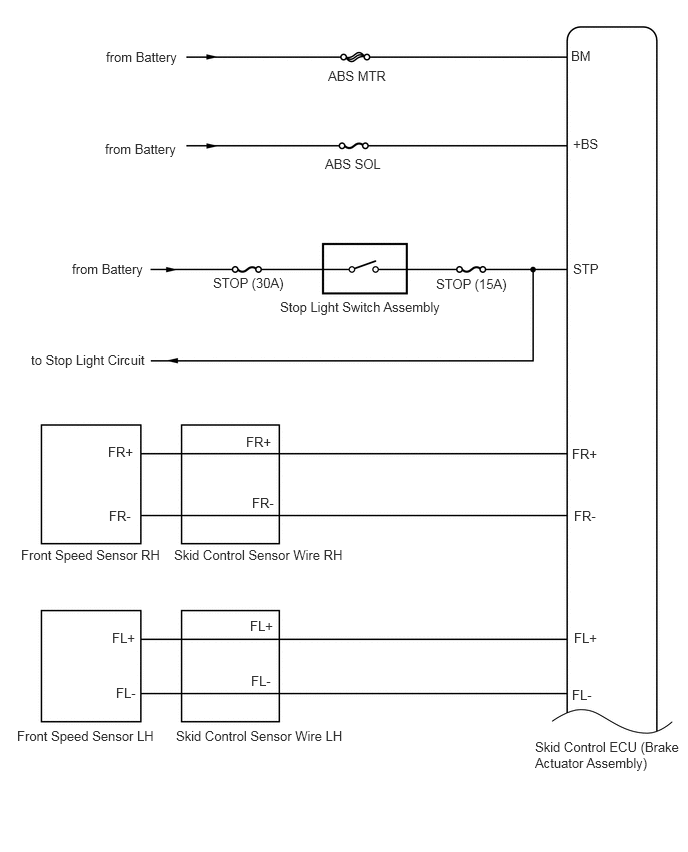 from Battery
BM
ABS MTR
from Battery
+BS
ABS SOL
from Battery
STOP (30A)
Stop Light Switch Assembly
STOP (15A)
STP
to Stop Light Circuit
FR+
FR+
FR+
FR-
FR-
FR-
Front Speed Sensor RH
Skid Control Sensor Wire RH
FL+
FL+
FL+
FL-
FL-
FL-
Front Speed Sensor LH
Skid Control Sensor Wire LH
Skid Control ECU (Brake
Actuator Assembly)